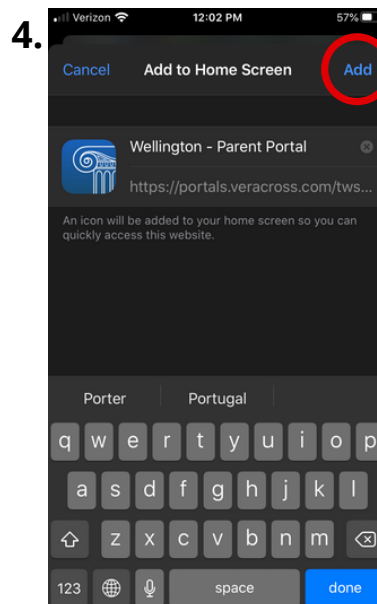 4.
Verizon 12:02 PM 57%
Cancel Add to Home Screen Add
Wellington - Parent Portal
https://portals.veracross.com/tws...
An icon will be added to your home screen so you can
quickly access this website.
Porter Portugal
q w e r t y u i o p
a s d f g h j k l
z x c v b n m
123 space done